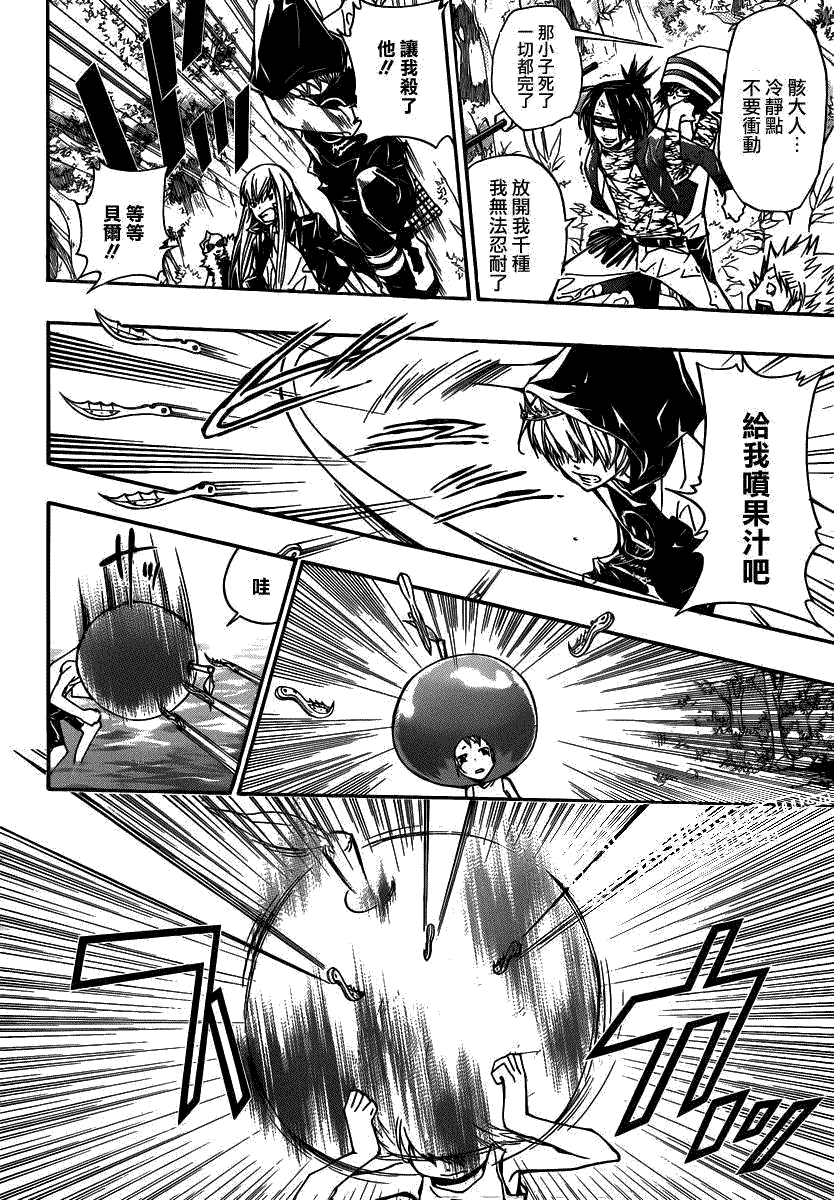 骸大人…
冷靜點
不要衝動
那小子死了
一切都完了
放開我千種
我無法忍耐了
讓我殺了
他!!
等等
貝爾!!
給我噴果汁吧
哇